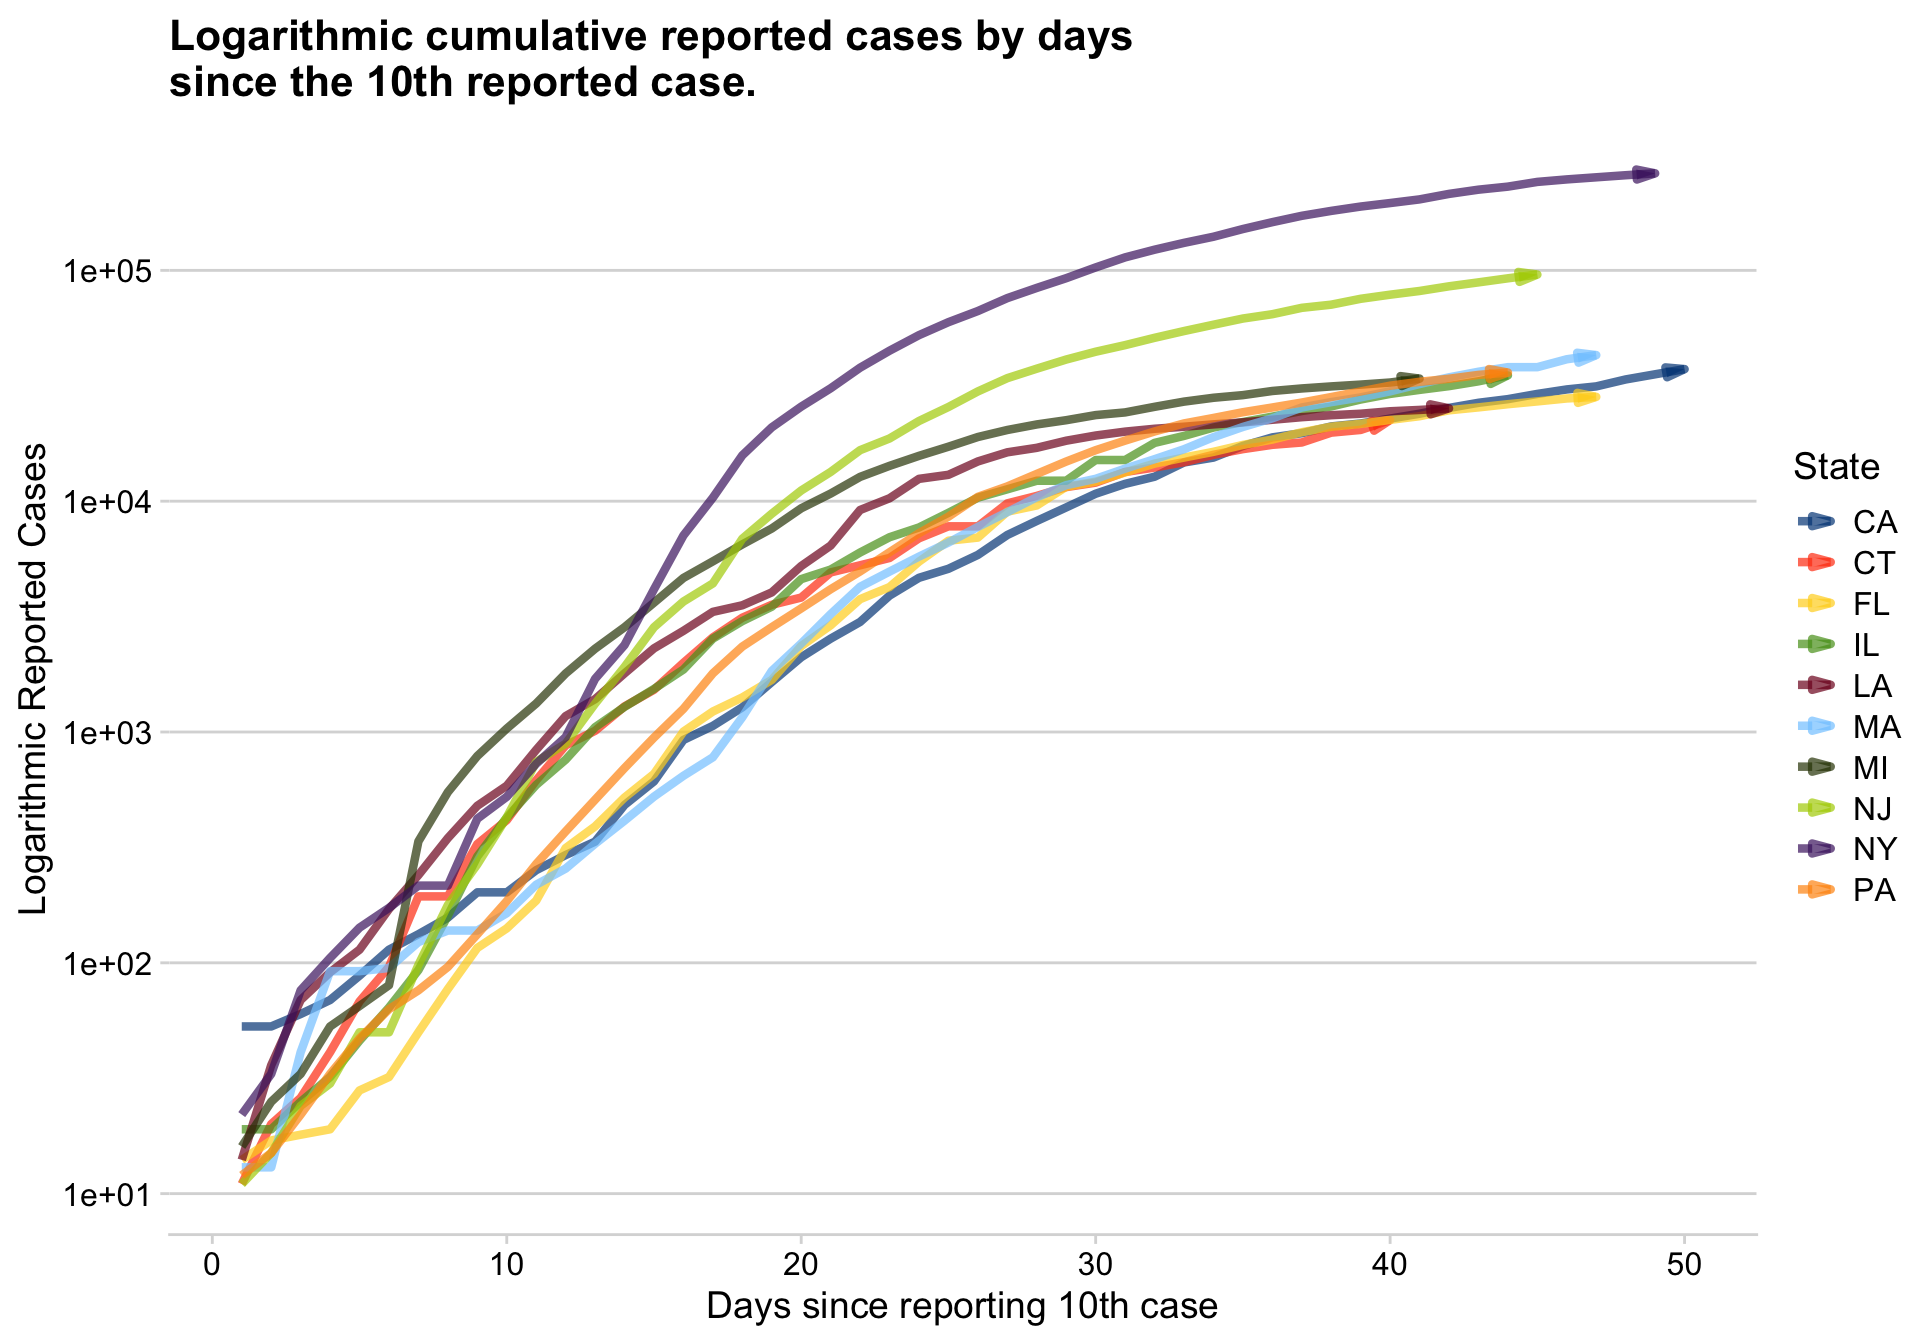 Logarithmic cumulative reported cases by days
since the 10th reported case.
Logarithmic Reported Cases
1e+05
1e+04
1e+03
1e+02
1e+01
0 10 20 30 40 50
Days since reporting 10th case
State
CA
CT
FL
IL
LA
MA
MI
NJ
NY
PA